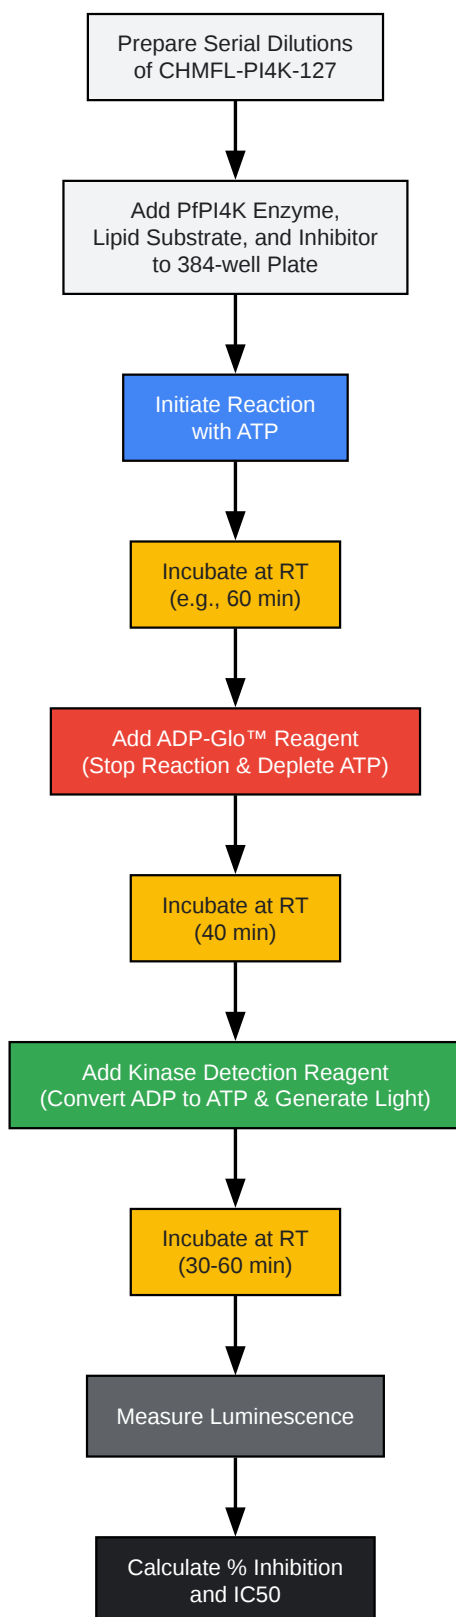 Prepare Serial Dilutions
of CHMFL-PI4K-127
Add PfPI4K Enzyme,
Lipid Substrate, and Inhibitor
to 384-well Plate
Initiate Reaction
with ATP
Incubate at RT
(e.g., 60 min)
Add ADP-Glo™ Reagent
(Stop Reaction & Deplete ATP)
Incubate at RT
(40 min)
Add Kinase Detection Reagent
(Convert ADP to ATP & Generate Light)
Incubate at RT
(30-60 min)
Measure Luminescence
Calculate % Inhibition
and IC50